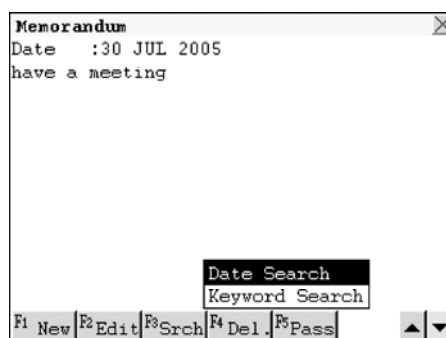 Memorandum
Date :30 JUL 2005
have a meeting
Date Search
Keyword Search
F1 New F2 Edit F3 Srch F4 Del. F5 Pass